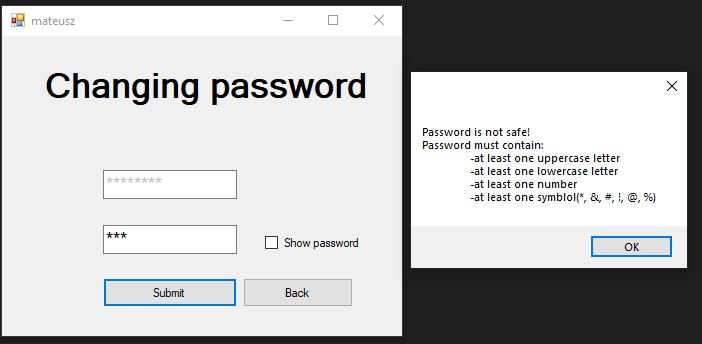 mateusz
Changing password
********
***
Show password
Submit
Back
Password is not safe!
Password must contain:
-at least one uppercase letter
-at least one lowercase letter
-at least one number
-at least one symblol(*, &, #, !, @, %)
OK